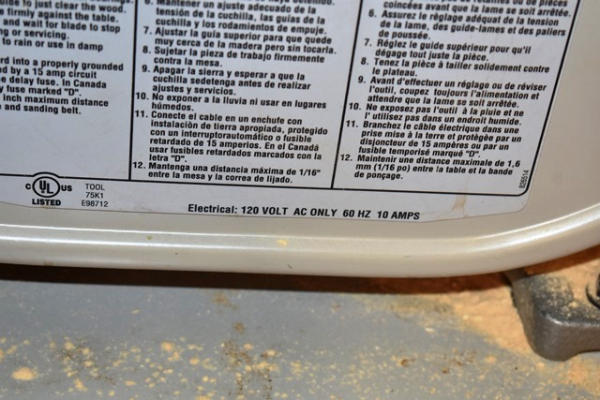 to just clear the wood.
firmly against the table.
and wait for blade to stop
or servicing.
to rain or use in damp
into a properly grounded
by a 15 amp circuit
delay fuse. In Canada
fuse marked "D".
inch maximum distance
and sanding belt.
6. Mantener un ajuste adecuado de la
tensión de la cuchilla, las guías de la
cuchilla y los rodamientos de empuje.
7. Ajustar la guía superior para que quede
muy cerca de la madera pero sin tocarla.
8. Sujetar la pieza de trabajo firmemente
contra la mesa.
9. Apagar la sierra y esperar a que la
cuchilla sedetenga antes de realizar
ajustes y servicios.
10. No exponer a la lluvia ni usar en lugares
húmedos.
11. Conecte el cable en un enchufe con
instalación de tierra apropiada, protegido
con un interruptorautomático o fusible
retardado de 15 amperios. En el Canadá
usar fusibles retardados marcados con la
letra "D".
12. Mantenga una distancia máxima de 1/16"
entre la mesa y la correa de lijado.
coincées avant que la lame se soit arrêtée.
6. Assurez le réglage adéquat de la tension
de la lame, des guide-lames et des paliers
de poussée.
7. Réglez le guide supérieur pour qu'il
dégage tout juste la pièce.
8. Tenez la pièce à tailler solidement contre
le plateau.
9. Avant d'effectuer un réglage ou de réviser
l'outil, coupez toujours l'alimentation et
attendre que la lame se soit arrêtée.
10. Ne exposez pas l'outil à la pluie et ne
l' utilisez pas dans un endroit humide.
11. Branchez le câble électrique dans une
prise mise à la terre et protégée par un
disjoncteur de 15 ampères ou par un
fusible temporisé marqué "D".
12. Maintenir une distance maximale de 1,6
mm (1/16 po) entre la table et la bande
de ponçage.
C UL US
LISTED
TOOL
75K1
E98712
Electrical: 120 VOLT AC ONLY 60 HZ 10 AMPS